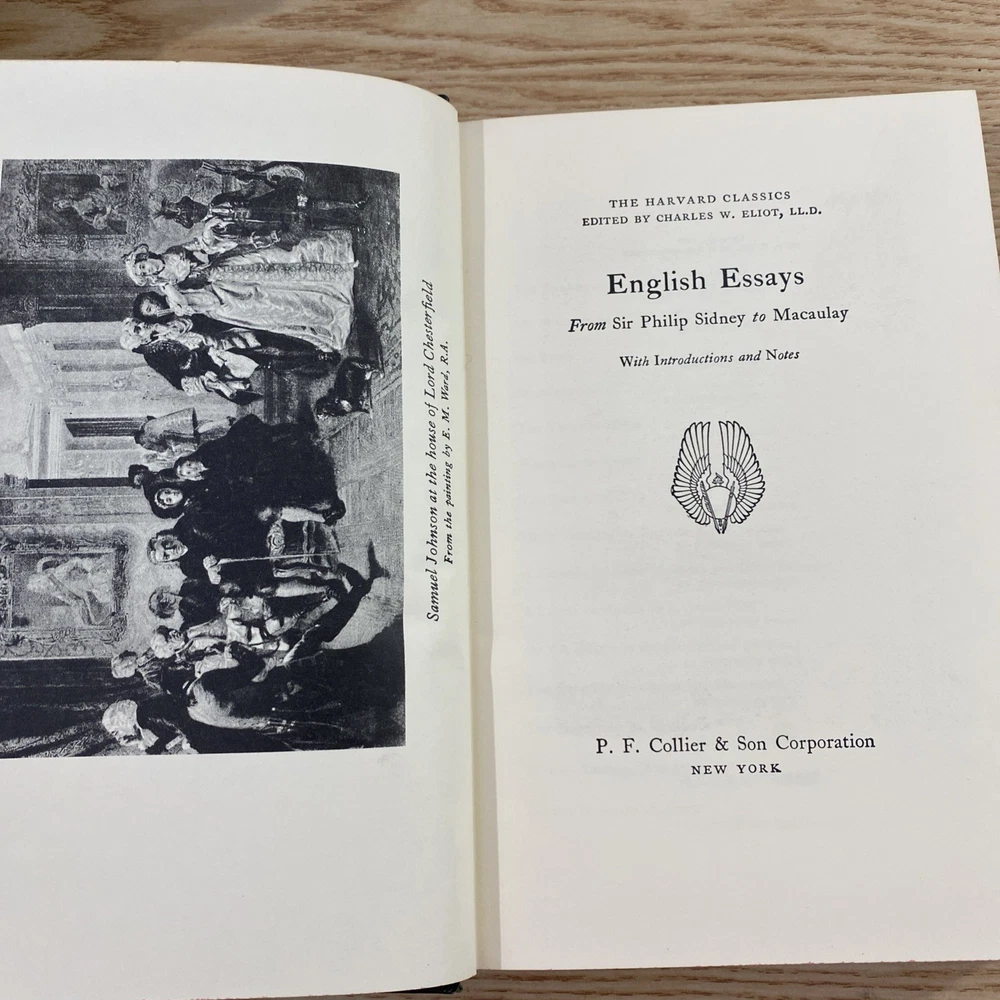 Samuel Johnson at the house of Lord Chesterfield
From the painting by E. M. Ward, R.A.
THE HARVARD CLASSICS
EDITED BY CHARLES W. ELIOT, LL.D.
English Essays
From Sir Philip Sidney to Macaulay
With Introductions and Notes
P. F. Collier & Son Corporation
NEW YORK